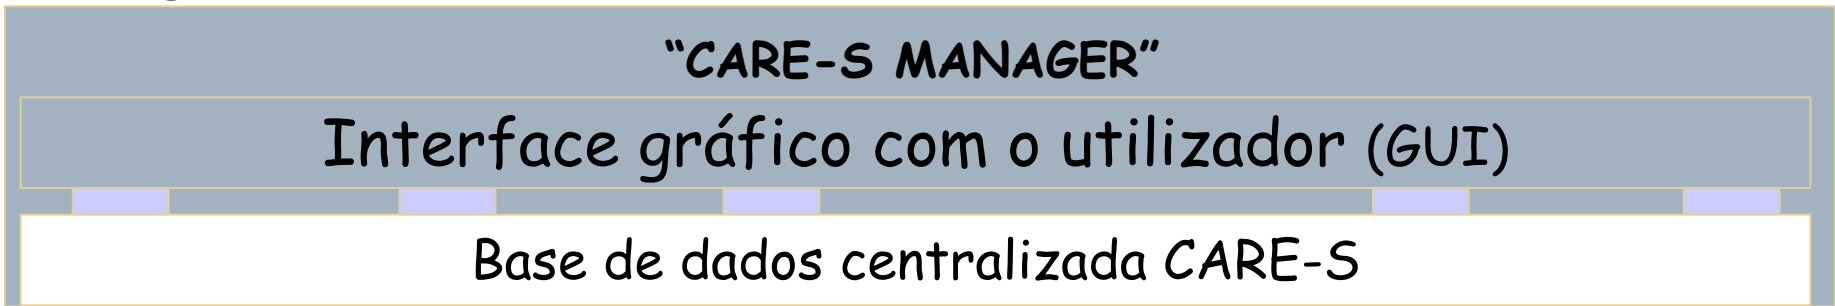 “CARE-S MANAGER”
Interface gráfico com o utilizador (GUI)
Base de dados centralizada CARE-S